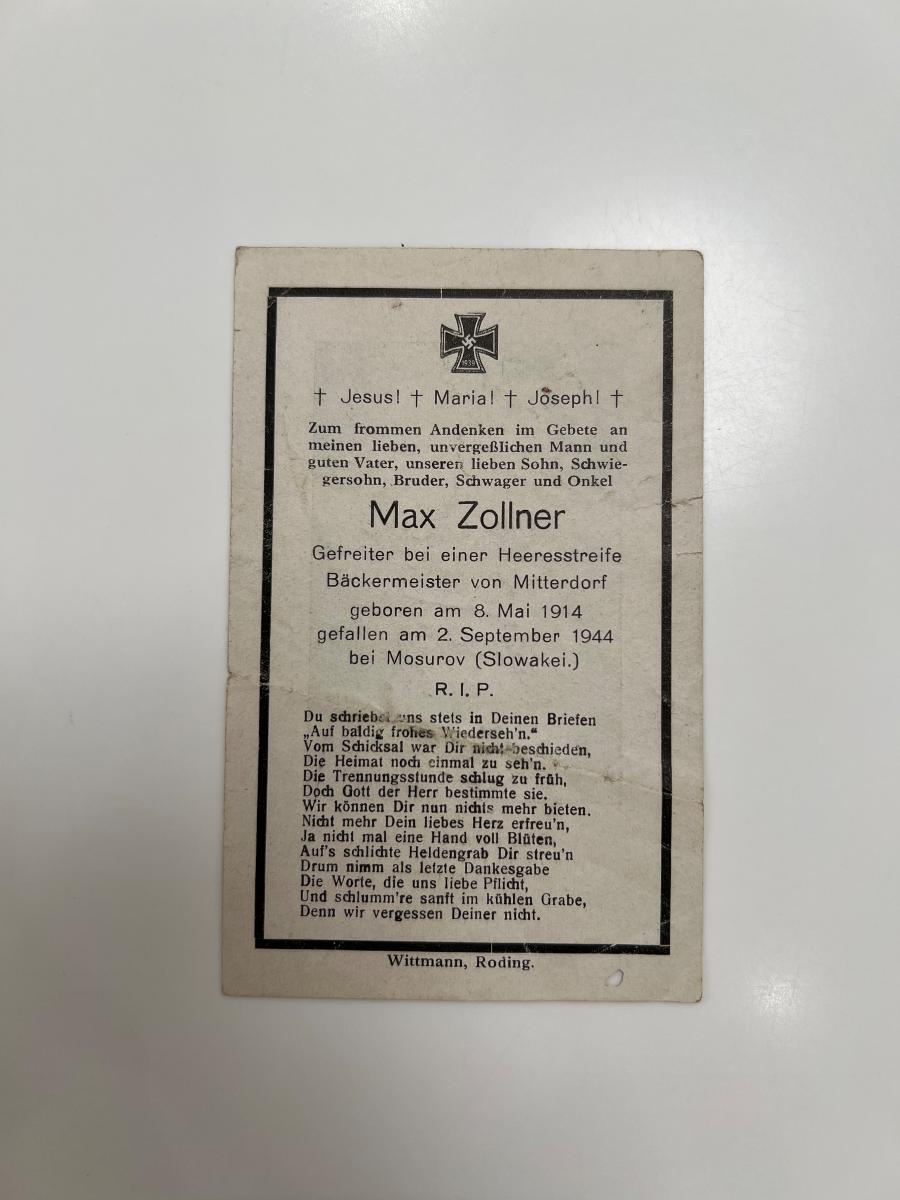 1939
† Jesus! † Maria! † Joseph! †
Zum frommen Andenken im Gebete an
meinen lieben, unvergeßlichen Mann und
guten Vater, unseren lieben Sohn, Schwie-
gersohn, Bruder, Schwager und Onkel
Max Zollner
Gefreiter bei einer Heeresstreife
Bäckermeister von Mitterdorf
geboren am 8. Mai 1914
gefallen am 2. September 1944
bei Mosurov (Slowakei.)
R. I. P.
Du schriebst uns stets in Deinen Briefen
„Auf baldig frohes Wiederseh'n.“
Vom Schicksal war Dir nicht beschieden,
Die Heimat noch einmal zu seh'n.
Die Trennungsstunde schlug zu früh,
Doch Gott der Herr bestimmte sie.
Wir können Dir nun nichts mehr bieten.
Nicht mehr Dein liebes Herz erfreu'n,
Ja nicht mal eine Hand voll Blüten,
Auf's schlichte Heldengrab Dir streu'n
Drum nimm als letzte Dankesgabe
Die Worte, die uns liebe Pflicht,
Und schlumm're sanft im kühlen Grabe,
Denn wir vergessen Deiner nicht.
Wittmann, Roding.